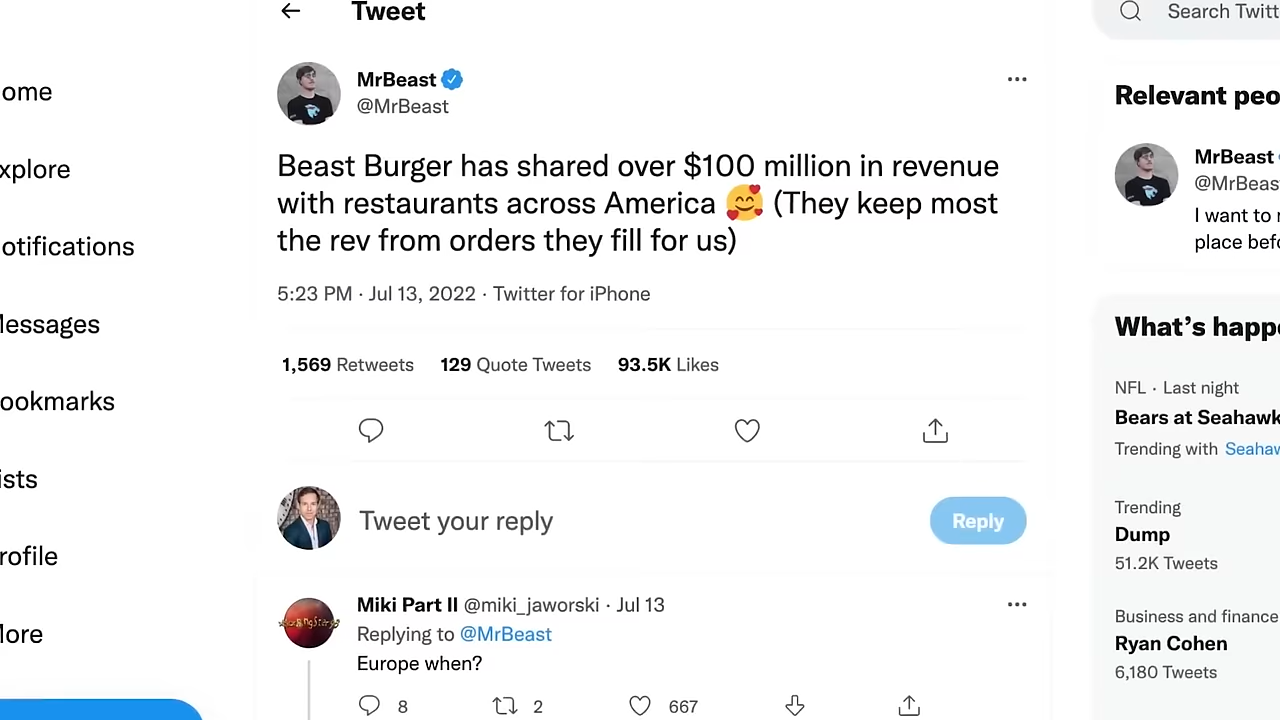 Tweet
Search Twitt
ome
xplore
otifications
Messages
ookmarks
ists
rofile
More
MrBeast
@MrBeast
Beast Burger has shared over $100 million in revenue
with restaurants across America 🥰 (They keep most
the rev from orders they fill for us)
5:23 PM · Jul 13, 2022 · Twitter for iPhone
1,569 Retweets 129 Quote Tweets 93.5K Likes
Tweet your reply
Reply
Miki Part II @miki_jaworski · Jul 13
Replying to @MrBeast
Europe when?
8 2 667
Relevant peo
MrBeast
@MrBeas
I want to
place befo
What's happe
NFL · Last night
Bears at Seahawk
Trending with Seahaw
Trending
Dump
51.2K Tweets
Business and finance
Ryan Cohen
6,180 Tweets